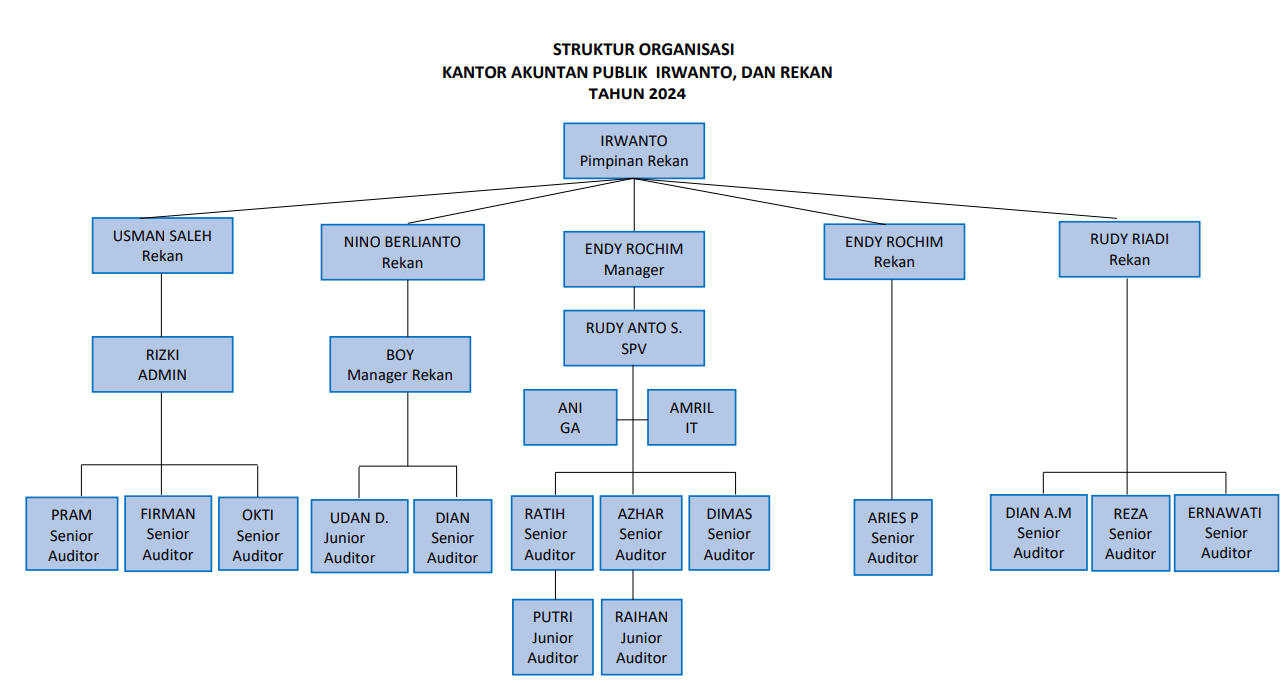 STRUKTUR ORGANISASI
KANTOR AKUNTAN PUBLIK IRWANTO, DAN REKAN
TAHUN 2024
IRWANTO
Pimpinan Rekan
USMAN SALEH
Rekan
NINO BERLIANTO
Rekan
ENDY ROCHIM
Manager
ENDY ROCHIM
Rekan
RUDY RIADI
Rekan
RIZKI
ADMIN
BOY
Manager Rekan
RUDY ANTO S.
SPV
ANI
GA
AMRIL
IT
PRAM
Senior
Auditor
FIRMAN
Senior
Auditor
OKTI
Senior
Auditor
UDAN D.
Junior
Auditor
DIAN
Senior
Auditor
RATIH
Senior
Auditor
AZHAR
Senior
Auditor
DIMAS
Senior
Auditor
ARIES P
Senior
Auditor
DIAN A.M
Senior
Auditor
REZA
Senior
Auditor
ERNAWATI
Senior
Auditor
PUTRI
Junior
Auditor
RAIHAN
Junior
Auditor